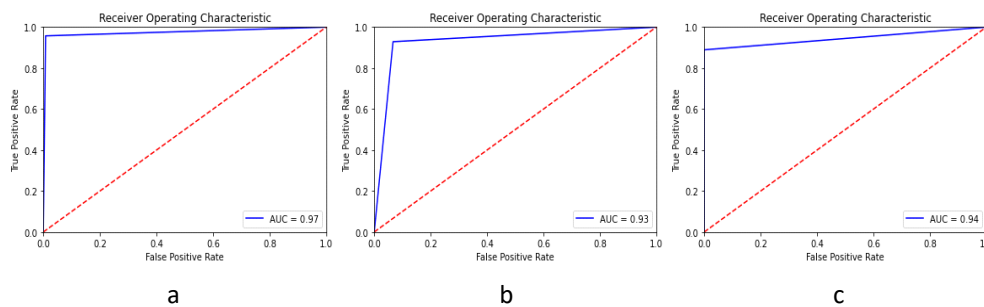 Receiver Operating Characteristic
1.0
0.8
0.6
0.4
0.2
0.0
True Positive Rate
AUC = 0.97
0.0 0.2 0.4 0.6 0.8 1.0
False Positive Rate
a
Receiver Operating Characteristic
1.0
0.8
0.6
0.4
0.2
0.0
True Positive Rate
AUC = 0.93
0.0 0.2 0.4 0.6 0.8 1.0
False Positive Rate
b
Receiver Operating Characteristic
1.0
0.8
0.6
0.4
0.2
0.0
True Positive Rate
AUC = 0.94
0.0 0.2 0.4 0.6 0.8
False Positive Rate
c